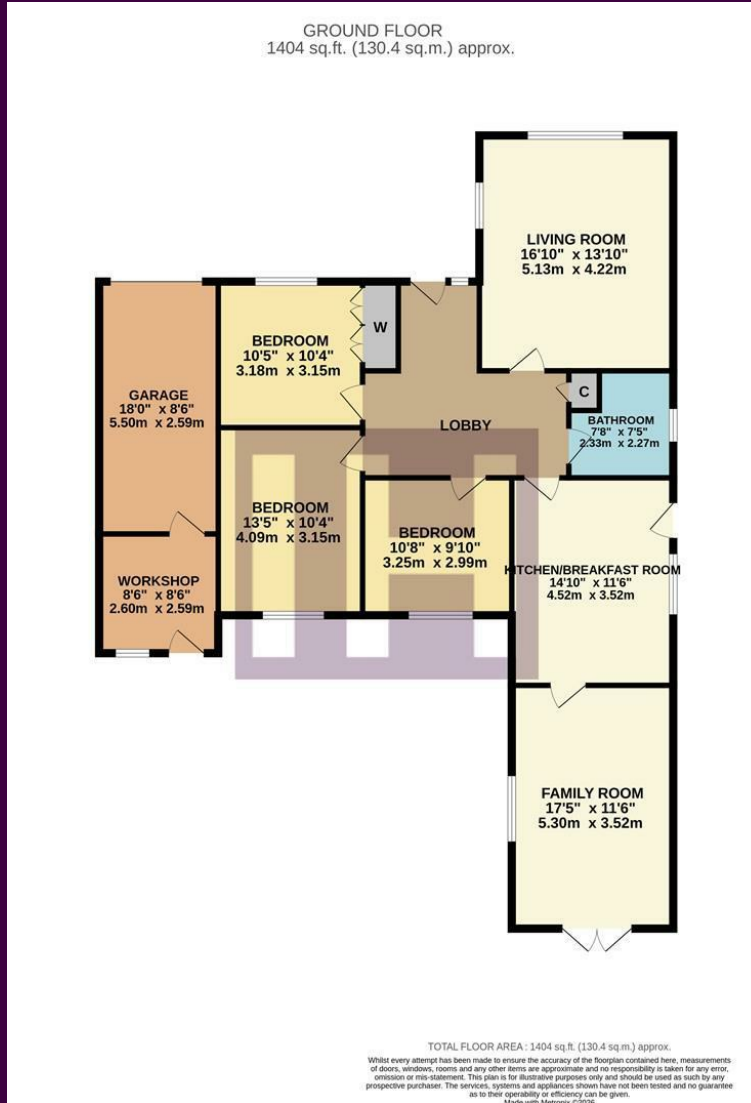 GROUND FLOOR
1404 sq.ft. (130.4 sq.m.) approx.
LIVING ROOM
16'10" x 13'10"
5.13m x 4.22m
BEDROOM
10'5" x 10'4"
3.18m x 3.15m
W
GARAGE
18'0" x 8'6"
5.50m x 2.59m
C
LOBBY
BATHROOM
7'8" x 7'5"
2.33m x 2.27m
BEDROOM
13'5" x 10'4"
4.09m x 3.15m
BEDROOM
10'8" x 9'10"
3.25m x 2.99m
KITCHEN/BREAKFAST ROOM
14'10" x 11'6"
4.52m x 3.52m
WORKSHOP
8'6" x 8'6"
2.60m x 2.59m
FAMILY ROOM
17'5" x 11'6"
5.30m x 3.52m
TOTAL FLOOR AREA : 1404 sq.ft. (130.4 sq.m.) approx.
Whilst every attempt has been made to ensure the accuracy of the floorplan contained here, measurements
of doors, windows, rooms and any other items are approximate and no responsibility is taken for any error,
omission or mis-statement. This plan is for illustrative purposes only and should be used as such by any
prospective purchaser. The services, systems and appliances shown have not been tested and no guarantee
as to their operability or efficiency can be given.
Made with Metropix ©2026